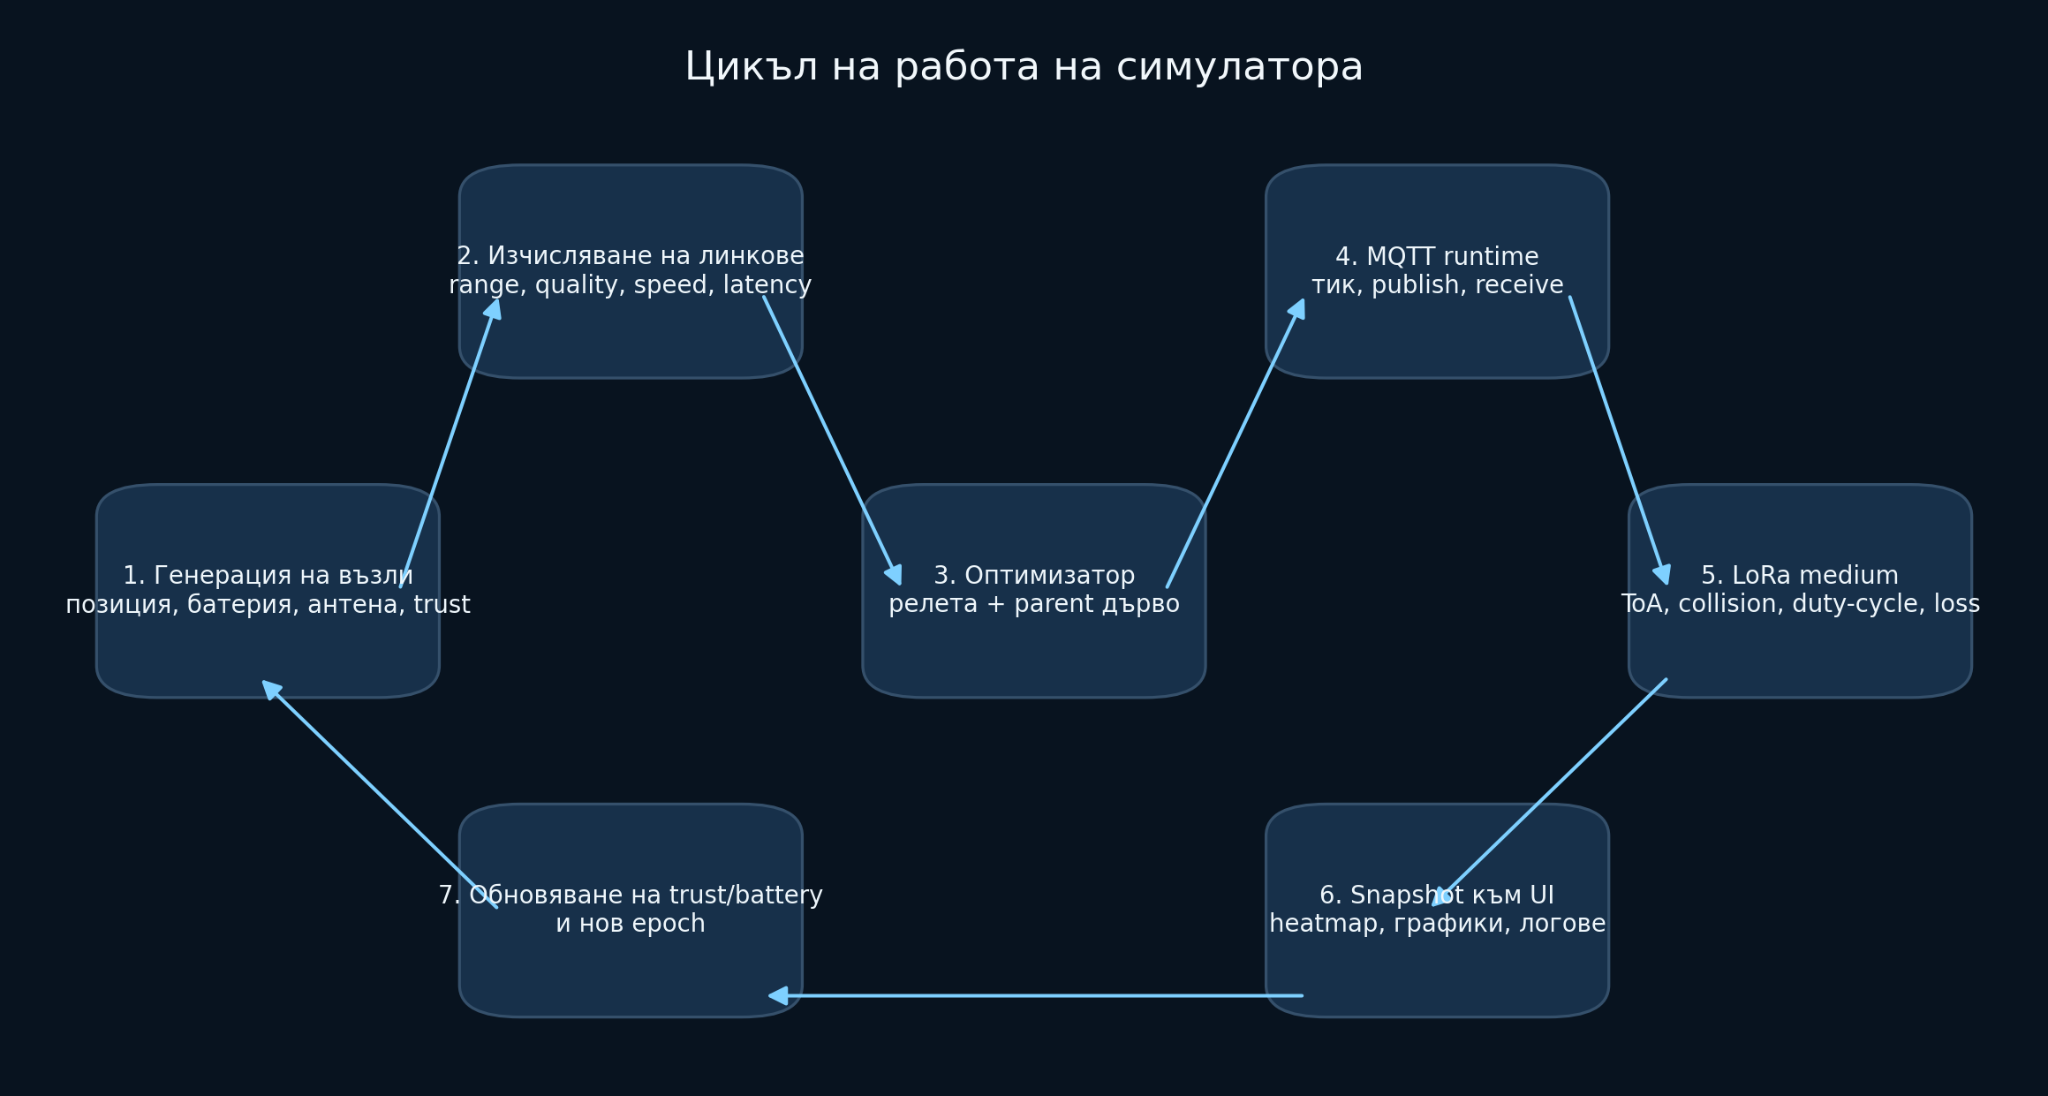 Цикъл на работа на симулатора
1. Генерация на възли
позиция, батерия, антена, trust
2. Изчисляване на линкове
range, quality, speed, latency
3. Оптимизатор
релета + parent дърво
4. MQTT runtime
тик, publish, receive
5. LoRa medium
ToA, collision, duty-cycle, loss
6. Snapshot към UI
heatmap, графики, логове
7. Обновяване на trust/battery
и нов epoch